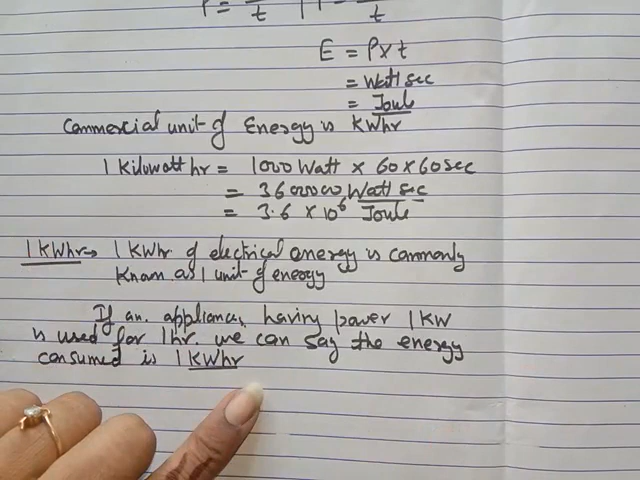 P = — t
t
E = P×t
= Watt sec
= Joule
Commercial unit of Energy is KWhr
1 Kilowatt hr = 1000 Watt × 60×60 sec
= 3600000 Watt sec
= 3.6 × 10⁶ Joule
1 KWhr → 1 KWhr of electrical energy is commonly
Known as 1 unit of energy
If an appliances having power 1 KW
is used for 1hr. we can say the energy
consumed is 1 KWhr